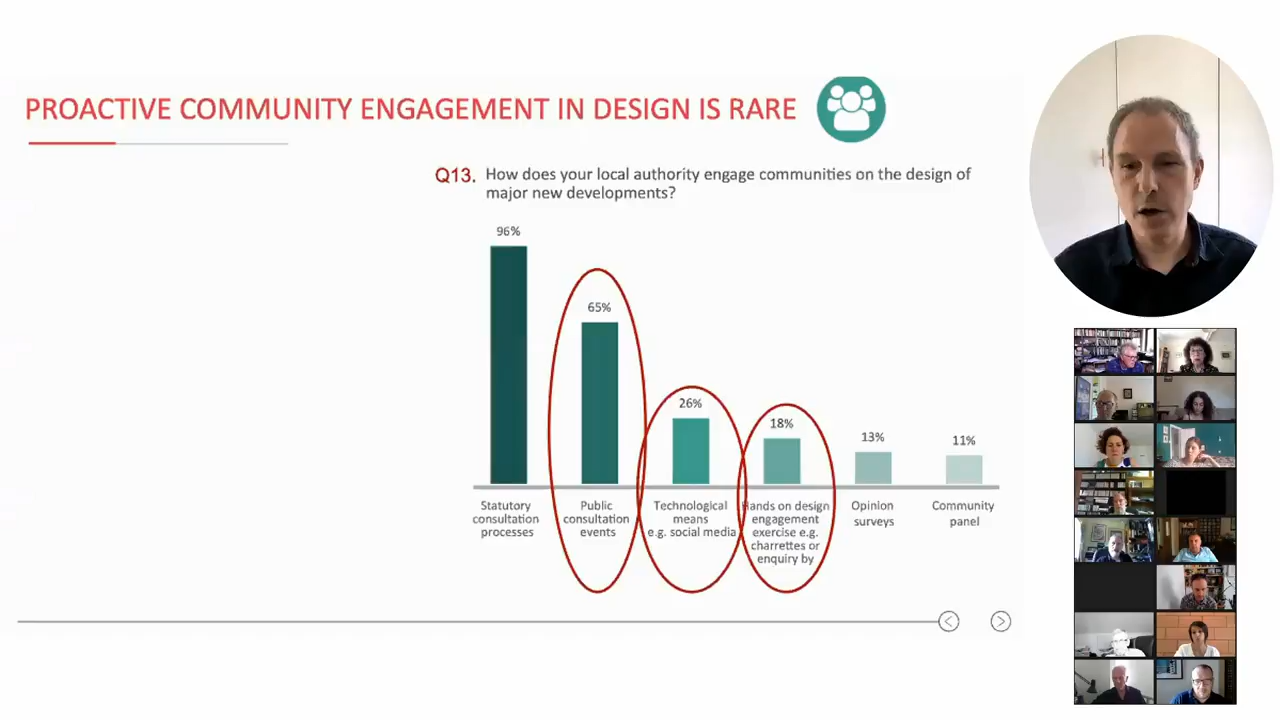 PROACTIVE COMMUNITY ENGAGEMENT IN DESIGN IS RARE
Q13. How does your local authority engage communities on the design of
major new developments?
96%
65%
26%
18%
13%
11%
Statutory
consultation
processes
Public
consultation
events
Technological
means
e.g. social media
Hands on design
engagement
exercise e.g.
charrettes or
enquiry by
Opinion
surveys
Community
panel